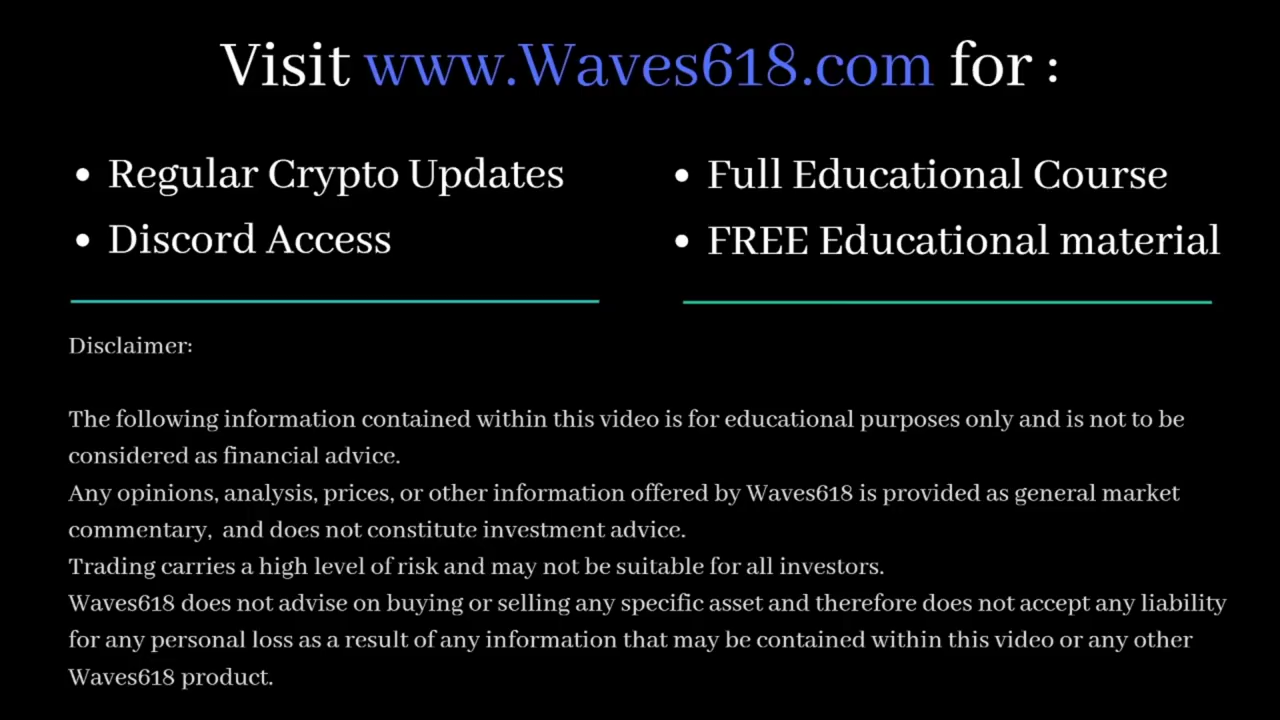 Visit www.Waves618.com for :
• Regular Crypto Updates
• Discord Access
• Full Educational Course
• FREE Educational material
Disclaimer:
The following information contained within this video is for educational purposes only and is not to be
considered as financial advice.
Any opinions, analysis, prices, or other information offered by Waves618 is provided as general market
commentary,  and does not constitute investment advice.
Trading carries a high level of risk and may not be suitable for all investors.
Waves618 does not advise on buying or selling any specific asset and therefore does not accept any liability
for any personal loss as a result of any information that may be contained within this video or any other
Waves618 product.